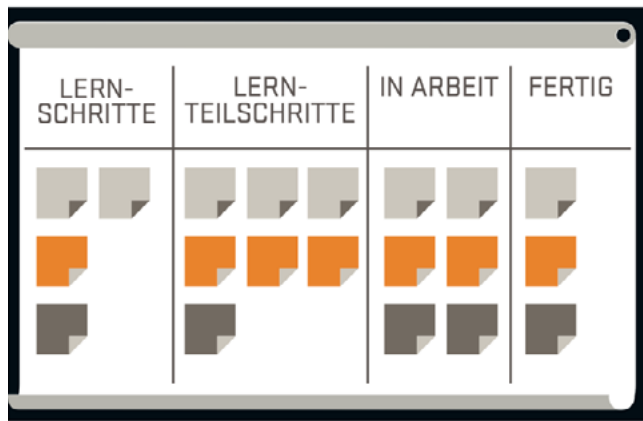 LERN-
SCHRITTE
LERN-
TEILSCHRITTE
IN ARBEIT
FERTIG